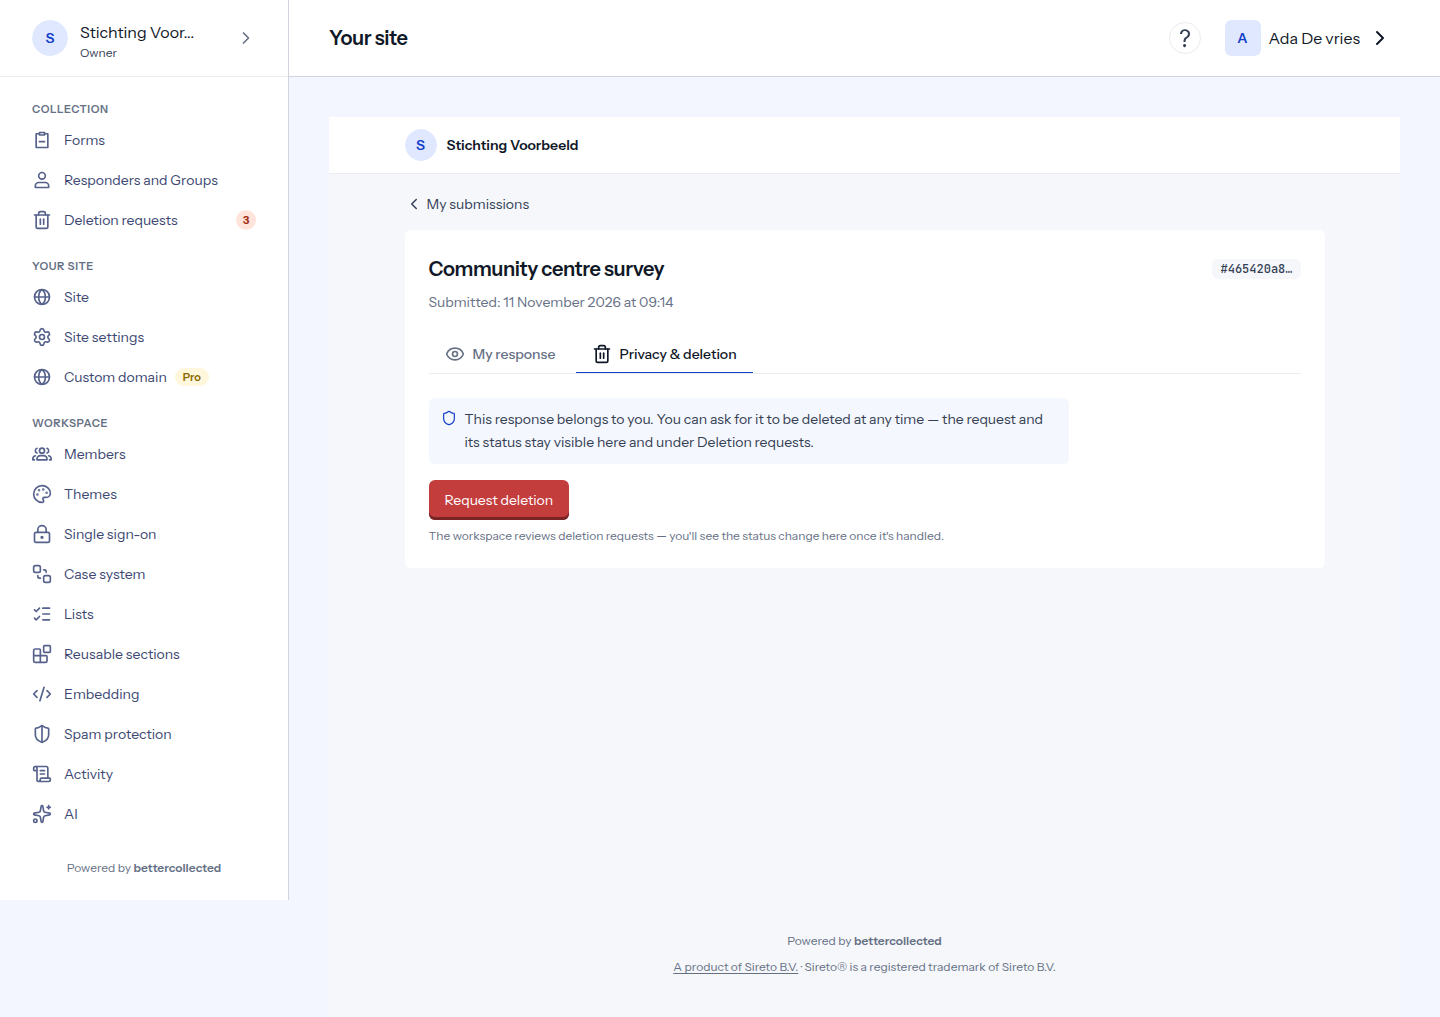 S
Stichting Voor...
Owner
Your site
?
A
Ada De vries
COLLECTION
Forms
Responders and Groups
Deletion requests
3
YOUR SITE
Site
Site settings
Custom domain
Pro
WORKSPACE
Members
Themes
Single sign-on
Case system
Lists
Reusable sections
Embedding
Spam protection
Activity
AI
Powered by bettercollected
S
Stichting Voorbeeld
My submissions
Community centre survey
#465420a8…
Submitted: 11 November 2026 at 09:14
My response
Privacy & deletion
This response belongs to you. You can ask for it to be deleted at any time — the request and
its status stay visible here and under Deletion requests.
Request deletion
The workspace reviews deletion requests — you'll see the status change here once it's handled.
Powered by bettercollected
A product of Sireto B.V. · Sireto® is a registered trademark of Sireto B.V.